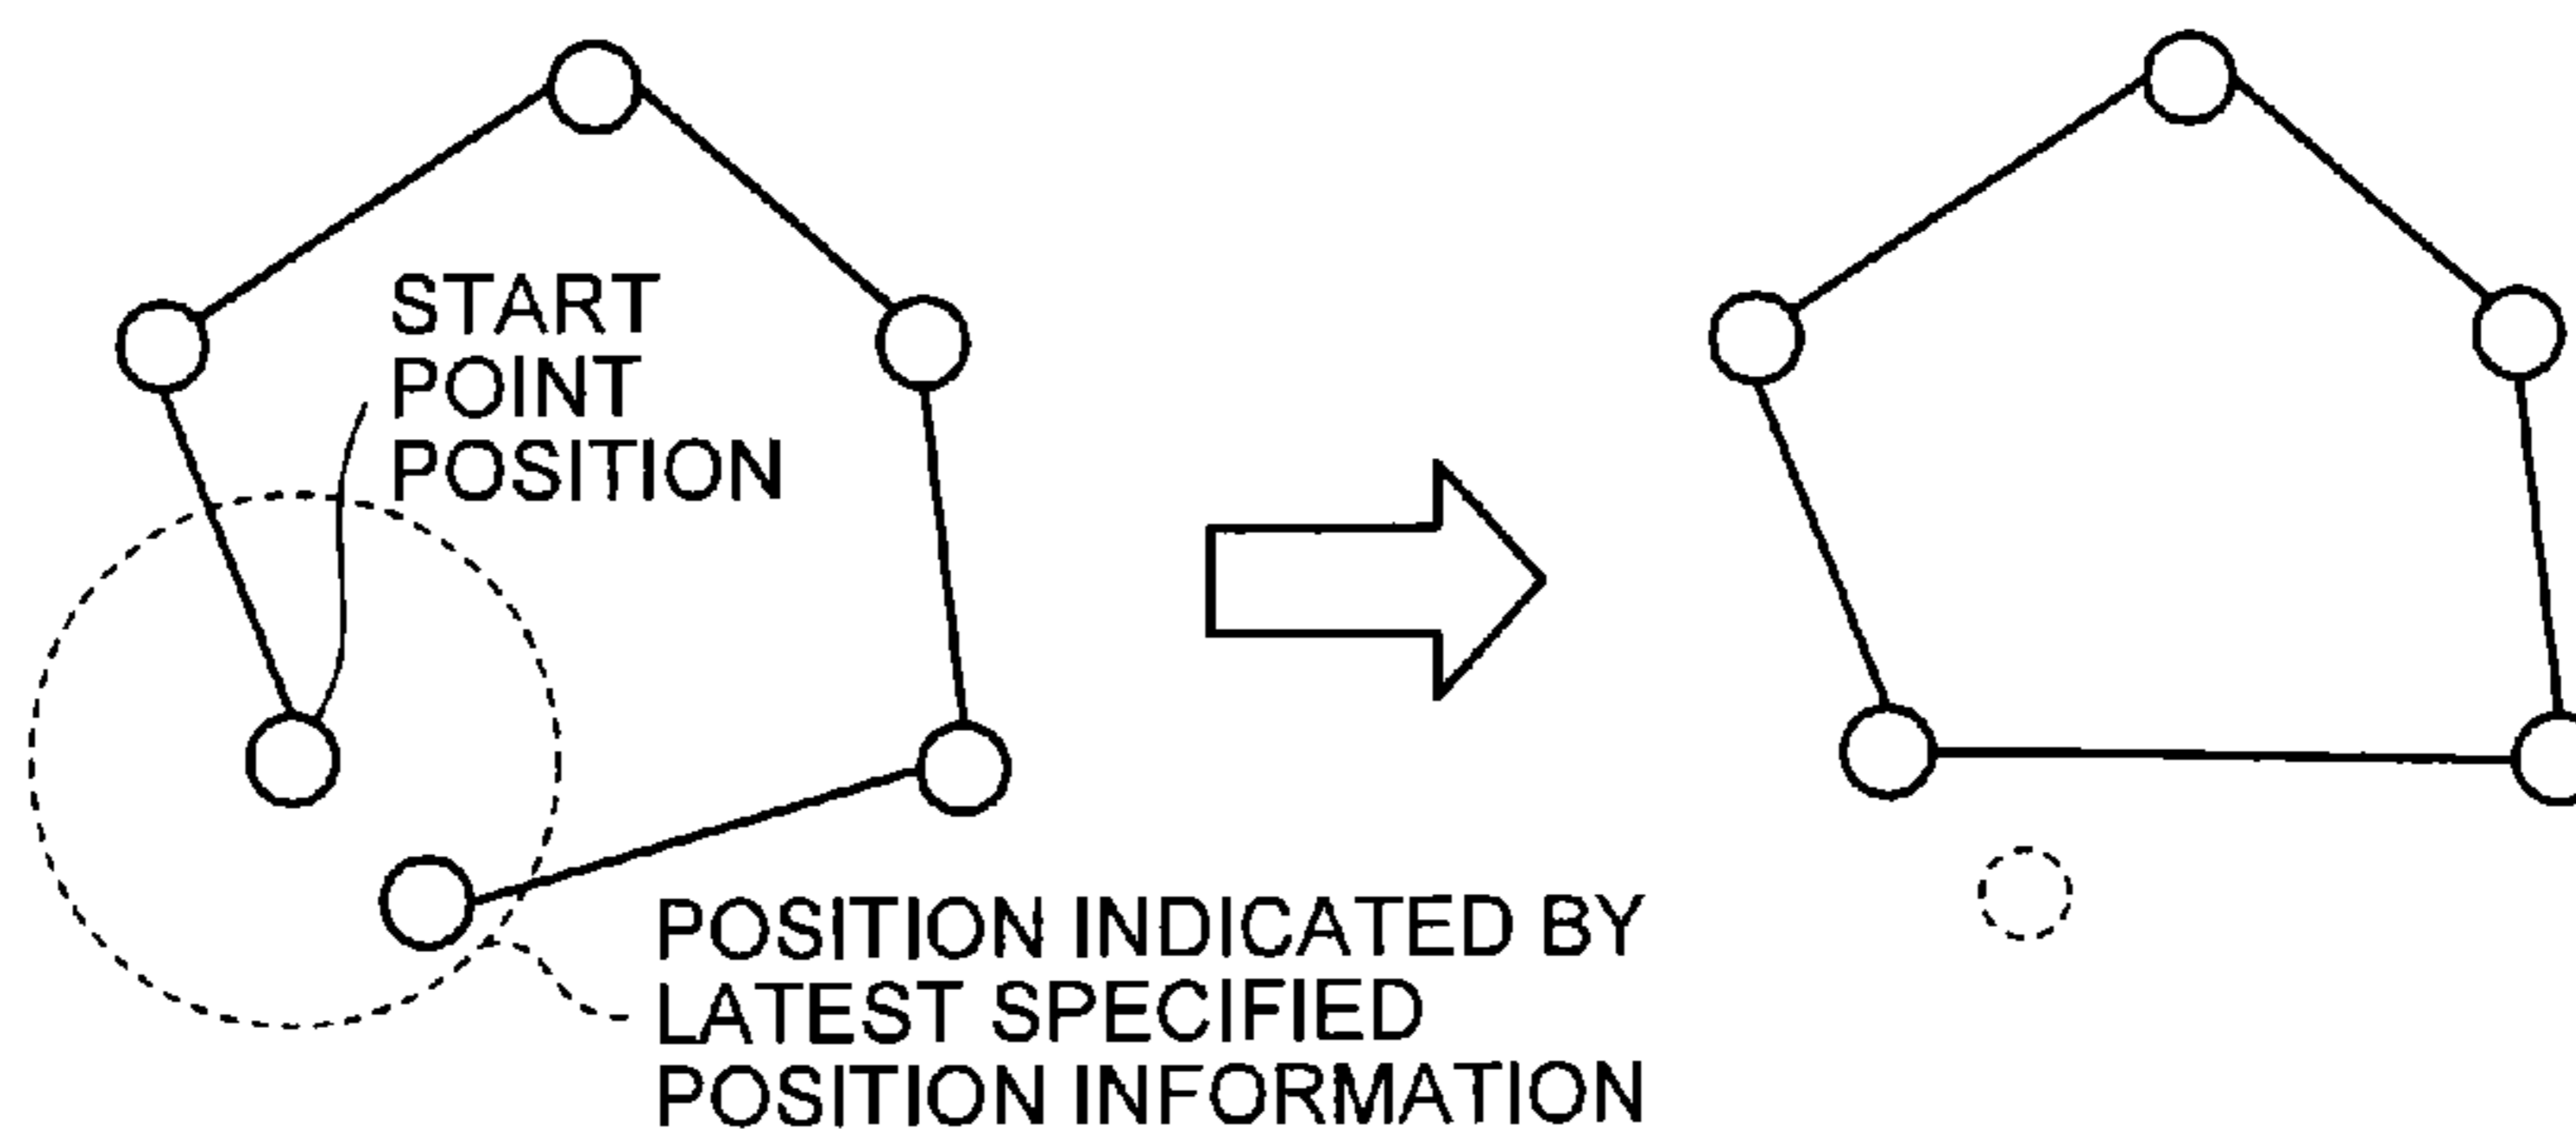 START
POINT
POSITION
POSITION INDICATED BY
LATEST SPECIFIED
POSITION INFORMATION